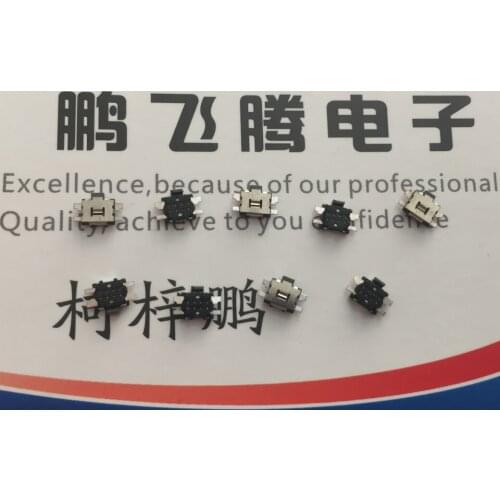 鹏飞腾电子
Excellence,because of our professional
Quality achieve to you confidence
柯梓鹏